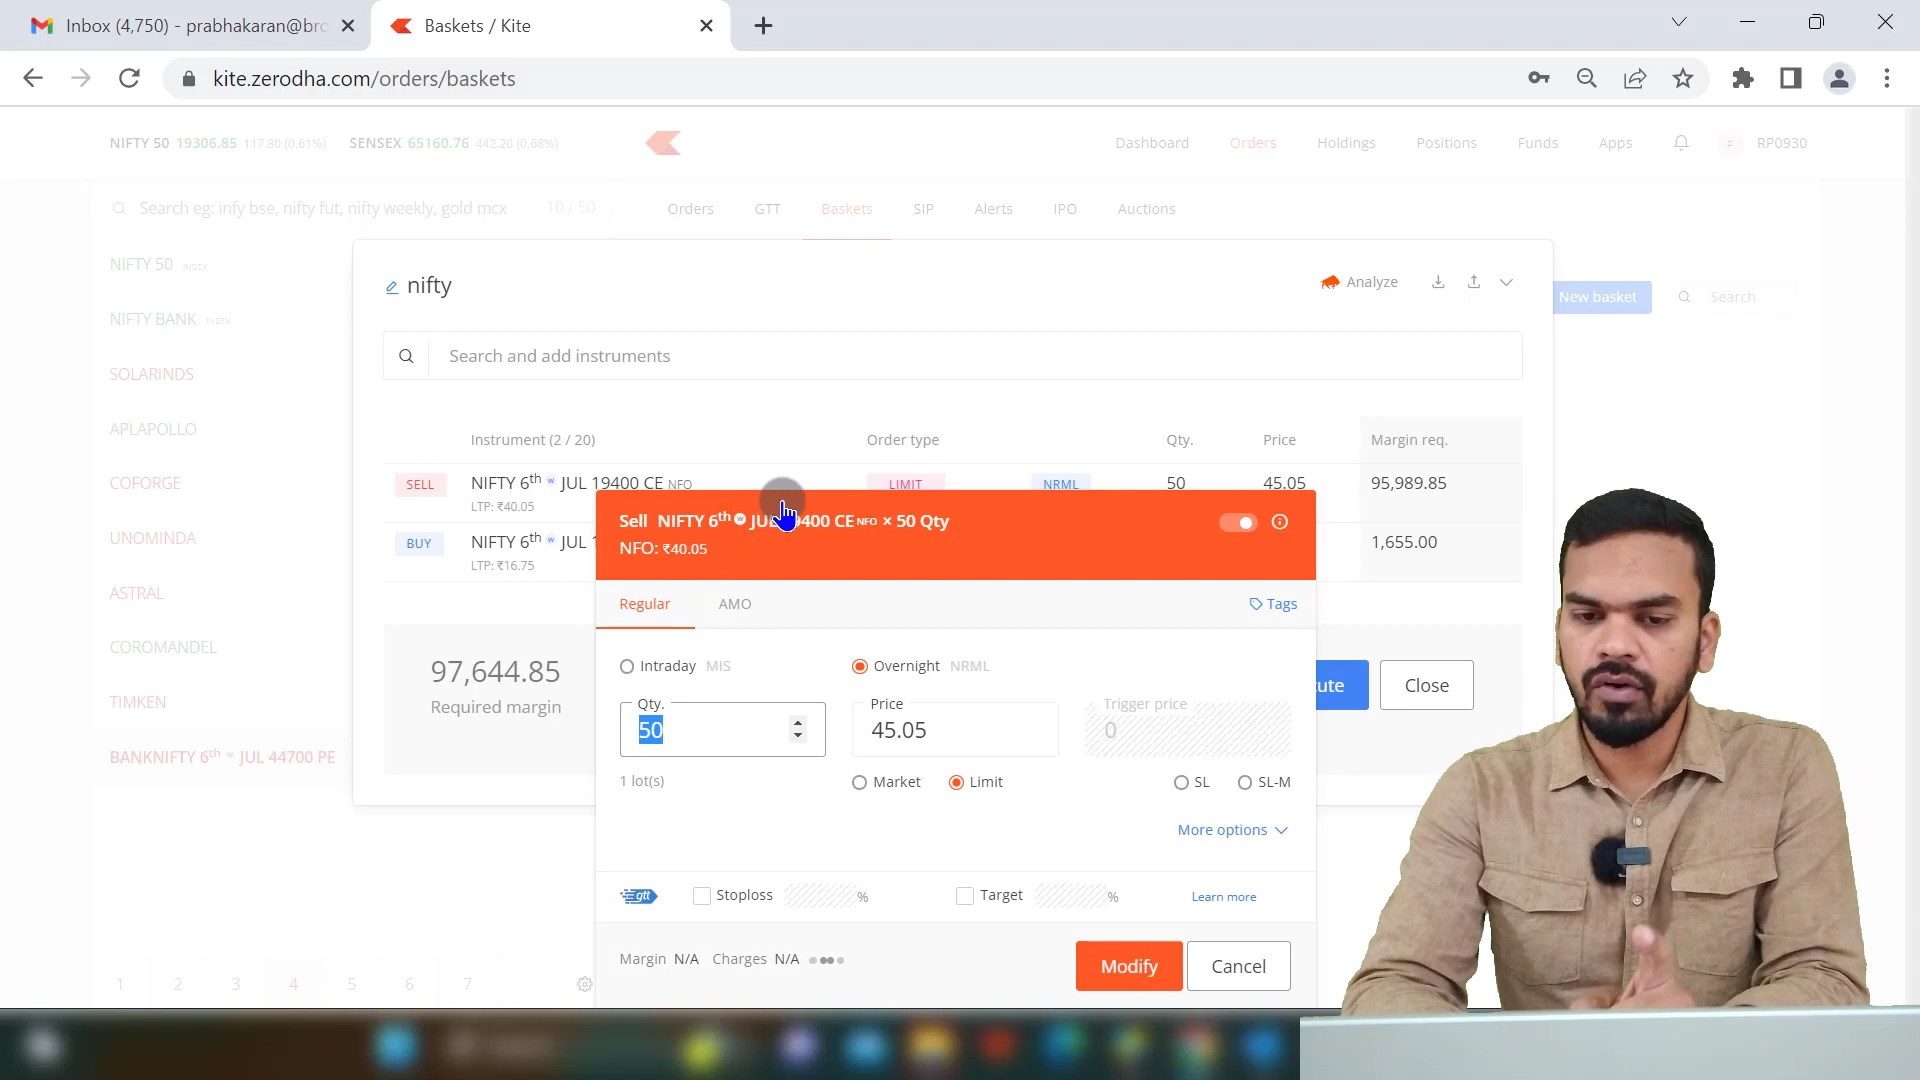 Inbox (4,750) - prabhakaran@bro
Baskets / Kite
kite.zerodha.com/orders/baskets
NIFTY 50 19306.85 117.80 (0.61%) SENSEX 65160.76 442.20 (0.68%)
Dashboard Orders Holdings Positions Funds Apps RP0930
Search eg: infy bse, nifty fut, nifty weekly, gold mcx 10 / 50
Orders GTT Baskets SIP Alerts IPO Auctions
NIFTY 50 INDEX
NIFTY BANK INDEX
SOLARINDS
APLAPOLLO
COFORGE
UNOMINDA
ASTRAL
COROMANDEL
TIMKEN
BANKNIFTY 6th w JUL 44700 PE
1 2 3 4 5 6 7
nifty
Analyze
New basket
Search
Search and add instruments
Instrument (2 / 20) Order type Qty. Price Margin req.
SELL NIFTY 6th w JUL 19400 CE NFO LIMIT NRML 50 45.05 95,989.85
LTP: ₹40.05
BUY NIFTY 6th w JUL 1 1,655.00
LTP: ₹16.75
97,644.85
Required margin
ute
Close
Sell NIFTY 6th w JUL 19400 CE NFO × 50 Qty
NFO: ₹40.05
Regular AMO Tags
Intraday MIS Overnight NRML
Qty. Price Trigger price
50 45.05 0
1 lot(s) Market Limit SL SL-M
More options
gtt Stoploss % Target % Learn more
Margin N/A Charges N/A
Modify Cancel